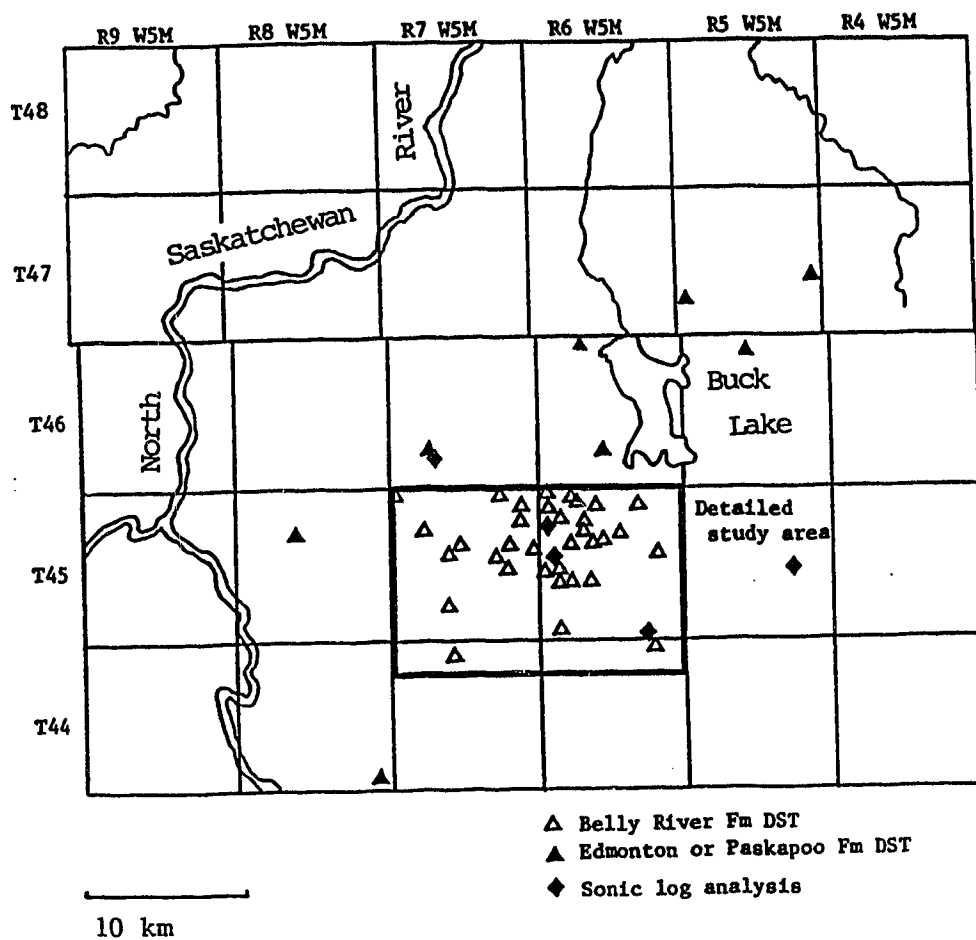 R9 W5M R8 W5M R7 W5M R6 W5M R5 W5M R4 W5M
T48
River
Saskatchewan
T47
Buck
Lake
T46
North
Detailed
study area
T45
T44
Belly River Fm DST
Edmonton or Paskapoo Fm DST
Sonic log analysis
10 km